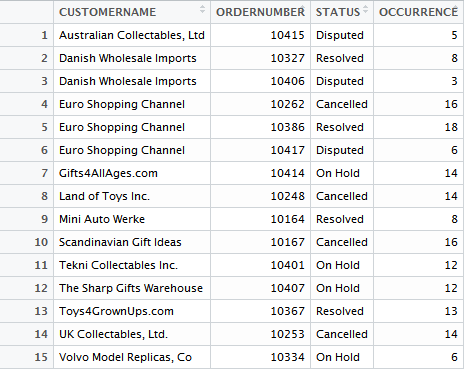 CUSTOMERNAME ORDERNUMBER STATUS OCCURRENCE
1 Australian Collectables, Ltd 10415 Disputed 5
2 Danish Wholesale Imports 10327 Resolved 8
3 Danish Wholesale Imports 10406 Disputed 3
4 Euro Shopping Channel 10262 Cancelled 16
5 Euro Shopping Channel 10386 Resolved 18
6 Euro Shopping Channel 10417 Disputed 6
7 Gifts4AllAges.com 10414 On Hold 14
8 Land of Toys Inc. 10248 Cancelled 14
9 Mini Auto Werke 10164 Resolved 8
10 Scandinavian Gift Ideas 10167 Cancelled 16
11 Tekni Collectables Inc. 10401 On Hold 12
12 The Sharp Gifts Warehouse 10407 On Hold 12
13 Toys4GrownUps.com 10367 Resolved 13
14 UK Collectables, Ltd. 10253 Cancelled 14
15 Volvo Model Replicas, Co 10334 On Hold 6